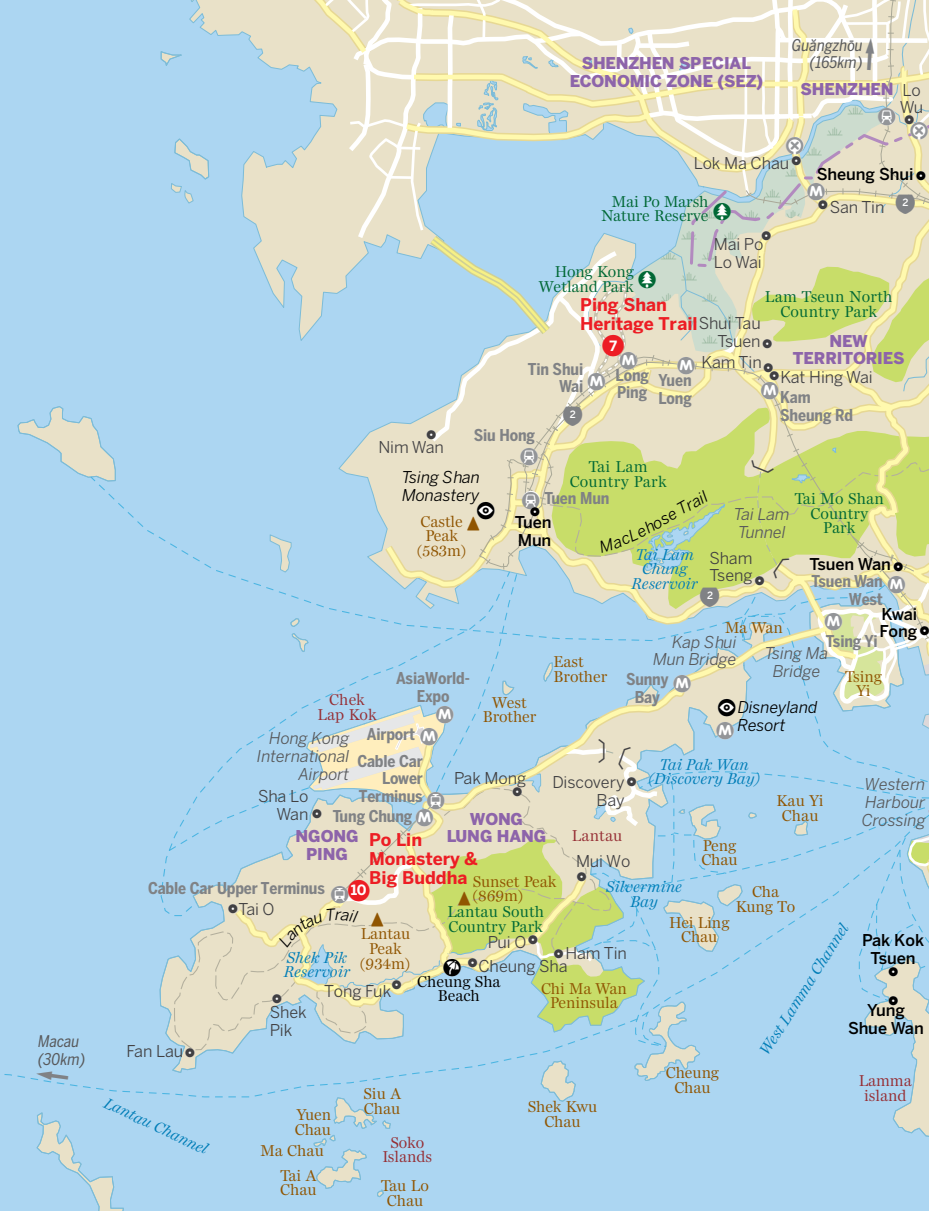 Guǎngzhōu
(165km)
SHENZHEN SPECIAL
ECONOMIC ZONE (SEZ)
SHENZHEN
Lo
Wu
Lok Ma Chau
Sheung Shui
M
San Tin
2
Mai Po Marsh
Nature Reserve
Mai Po
Lo Wai
Hong Kong
Wetland Park
Ping Shan
Heritage Trail
7
Lam Tseun North
Country Park
Shui Tau
Tsuen
NEW
TERRITORIES
Kam Tin
Kat Hing Wai
Tin Shui
Wai
M
M
Long
Ping
M
Yuen
Long
M
Kam
Sheung Rd
2
Siu Hong
Nim Wan
Tsing Shan
Monastery
Tuen Mun
Castle
Peak
(583m)
Tuen
Mun
Tai Lam
Country Park
MacLehose Trail
Tai Lam
Chung
Reservoir
Tai Lam
Tunnel
Tai Mo Shan
Country
Park
Sham
Tseng
2
Tsuen Wan
Tsuen Wan
West
M
Kwai
Fong
Ma Wan
M
Tsing Yi
Kap Shui
Mun Bridge
Tsing Ma
Bridge
Tsing
Yi
East
Brother
West
Brother
Sunny
Bay
M
Disneyland
Resort
M
AsiaWorld-
Expo
M
Chek
Lap Kok
Airport
M
Hong Kong
International
Airport
Cable Car
Lower
Terminus
Tung Chung
M
Pak Mong
Discovery
Bay
Tai Pak Wan
(Discovery Bay)
Western
Harbour
Crossing
Sha Lo
Wan
NGONG
PING
WONG
LUNG HANG
Po Lin
Monastery &
Big Buddha
10
Lantau
Mui Wo
Kau Yi
Chau
Peng
Chau
Cable Car Upper Terminus
Tai O
Lantau Trail
Sunset Peak
(869m)
Lantau South
Country Park
Silvermine
Bay
Cha
Kung To
Hei Ling
Chau
Lantau
Peak
(934m)
Shek Pik
Reservoir
Pui O
Ham Tin
Cheung Sha
Cheung Sha
Beach
Tong Fuk
Chi Ma Wan
Peninsula
Shek
Pik
Fan Lau
Pak Kok
Tsuen
Yung
Shue Wan
West Lamma Channel
Lamma
island
Macau
(30km)
Lantau Channel
Cheung
Chau
Shek Kwu
Chau
Siu A
Chau
Yuen
Chau
Ma Chau
Soko
Islands
Tai A
Chau
Tau Lo
Chau